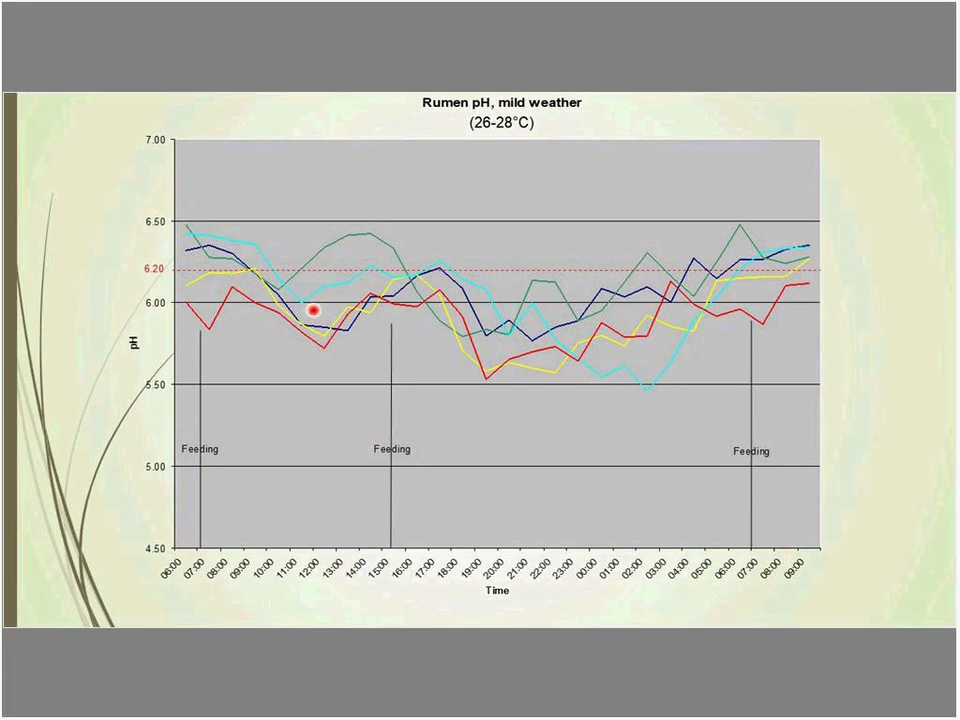 Rumen pH, mild weather
(26-28°C)
7.00
6.50
6.20
6.00
pH
5.50
Feeding
Feeding
Feeding
5.00
4.50
06:00 07:00 08:00 09:00 10:00 11:00 12:00 13:00 14:00 15:00 16:00 17:00 18:00 19:00 20:00 21:00 22:00 23:00 00:00 01:00 02:00 03:00 04:00 05:00 06:00 07:00 08:00 09:00
Time